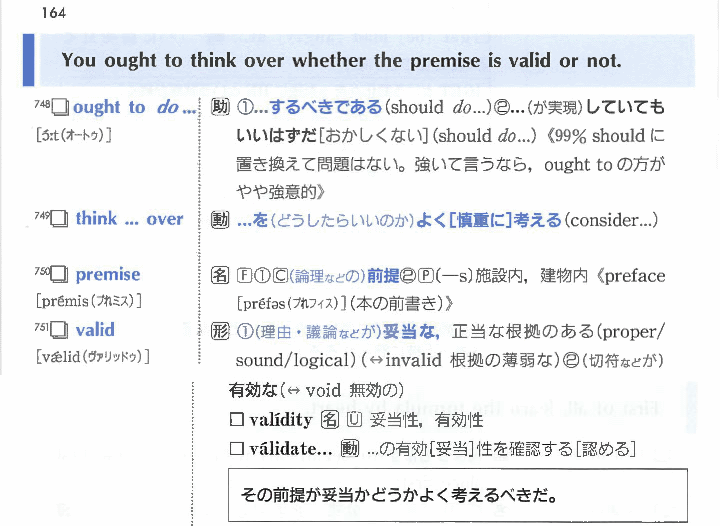 164
You ought to think over whether the premise is valid or not.
748□ ought to do ... 助 ①...するべきである(should do...)②...(が実現)していても
[ɔ́ːt(オートゥ)] いいはずだ[おかしくない](should do...)《99% should に
置き換えて問題はない。強いて言うなら，ought to の方が
やや強意的》
749□ think ... over 動 ...を(どうしたらいいのか)よく[慎重に]考える(consider...)
750□ premise 名 Ⓕ①Ⓒ(論理などの)前提②Ⓟ(―s)施設内，建物内《preface
[prémis(プれミス)] [préfəs(プれフィス)](本の前書き)》
751□ valid 形 ①(理由・議論などが)妥当な，正当な根拠のある(proper/
[vǽlid(ヴァリッドゥ)] sound/logical)(⇔invalid 根拠の薄弱な)②(切符などが)
有効な(⇔ void 無効の)
□ valídity 名 Ⓤ 妥当性，有効性
□ válidate... 動 ...の有効[妥当]性を確認する[認める]
その前提が妥当かどうかよく考えるべきだ。